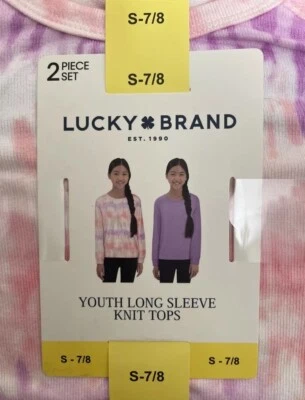 S-7/8
S-7/8
2 PIECE
SET
LUCKY BRAND
EST. 1990
YOUTH LONG SLEEVE
KNIT TOPS
S - 7/8
S-7/8
S - 7/8